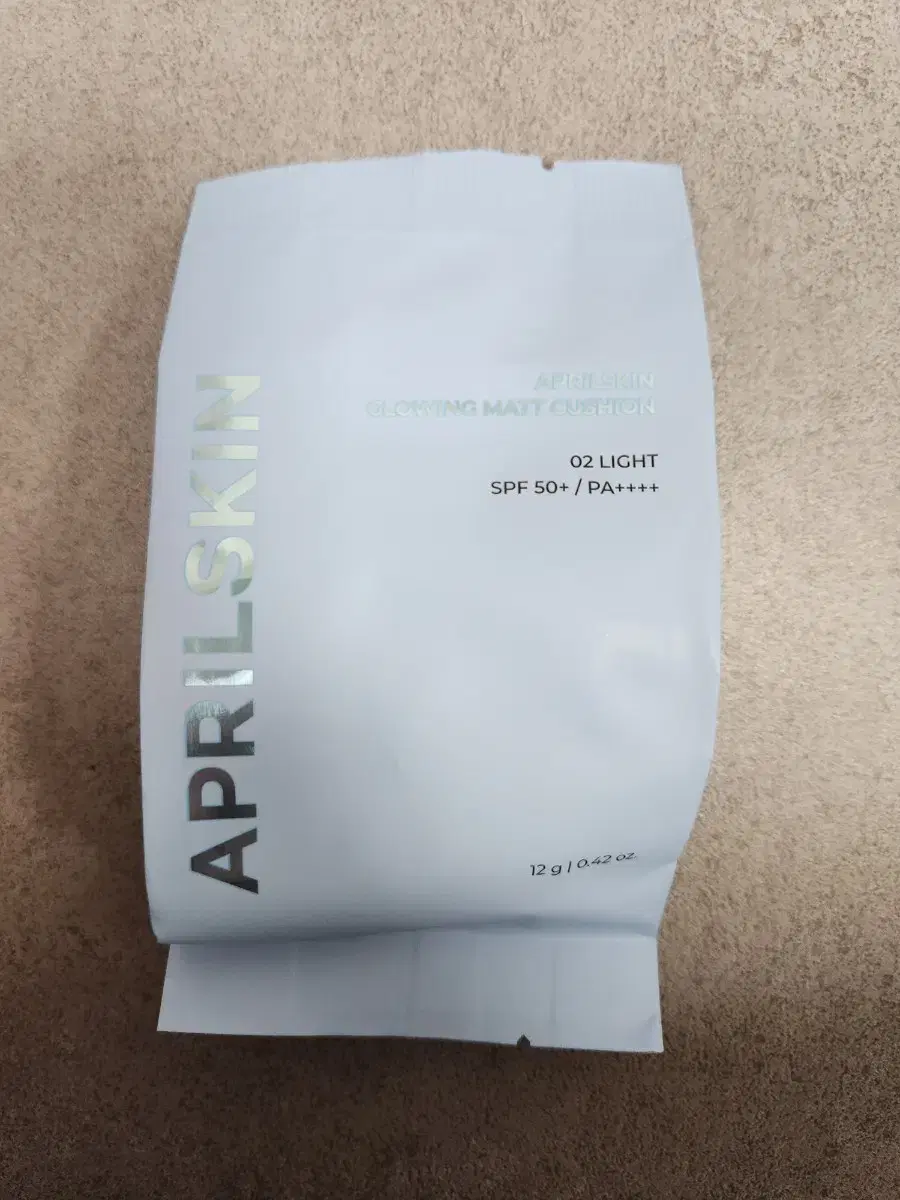 APRILSKIN
APRILSKIN
GLOWING MATT CUSHION
02 LIGHT
SPF 50+ / PA++++
12 g | 0.42 oz.